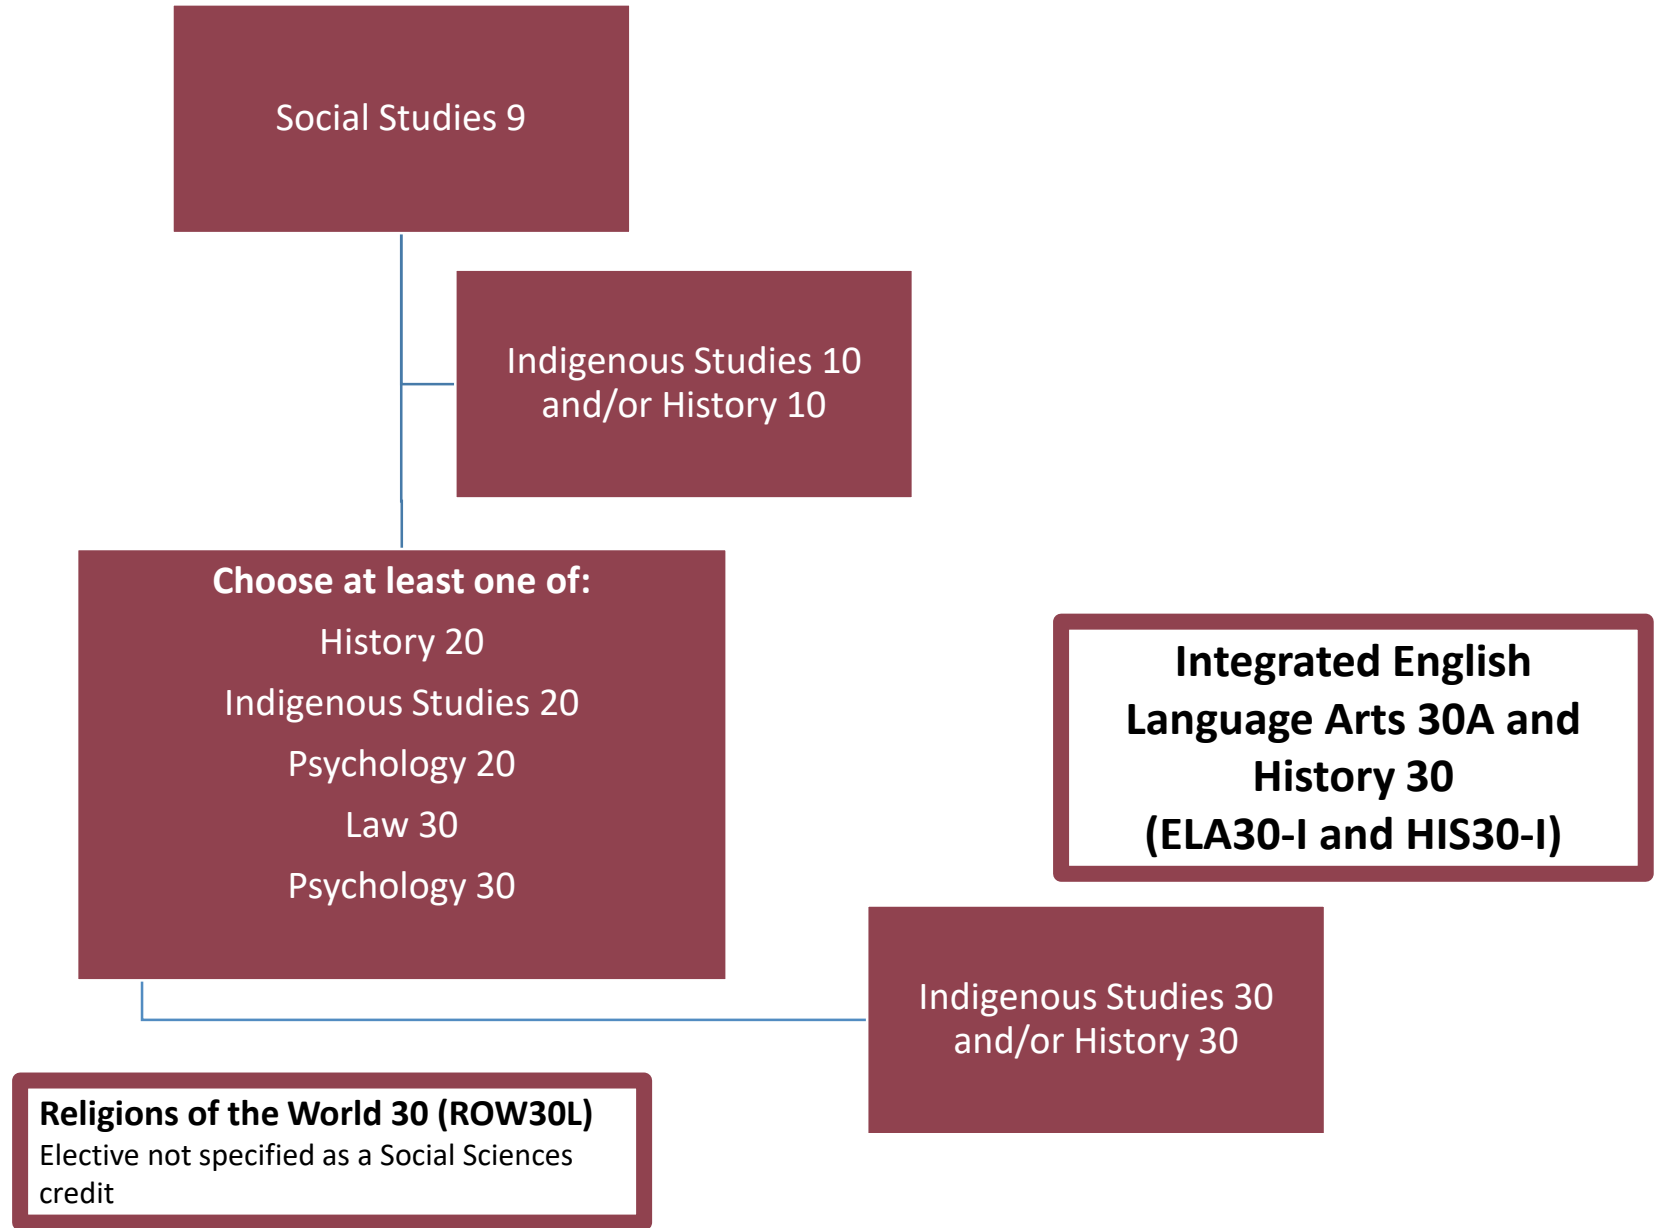 Social Studies 9
Indigenous Studies 10
and/or History 10
Choose at least one of:
History 20
Indigenous Studies 20
Psychology 20
Law 30
Psychology 30
Integrated English
Language Arts 30A and
History 30
(ELA30-I and HIS30-I)
Indigenous Studies 30
and/or History 30
Religions of the World 30 (ROW30L)
Elective not specified as a Social Sciences
credit